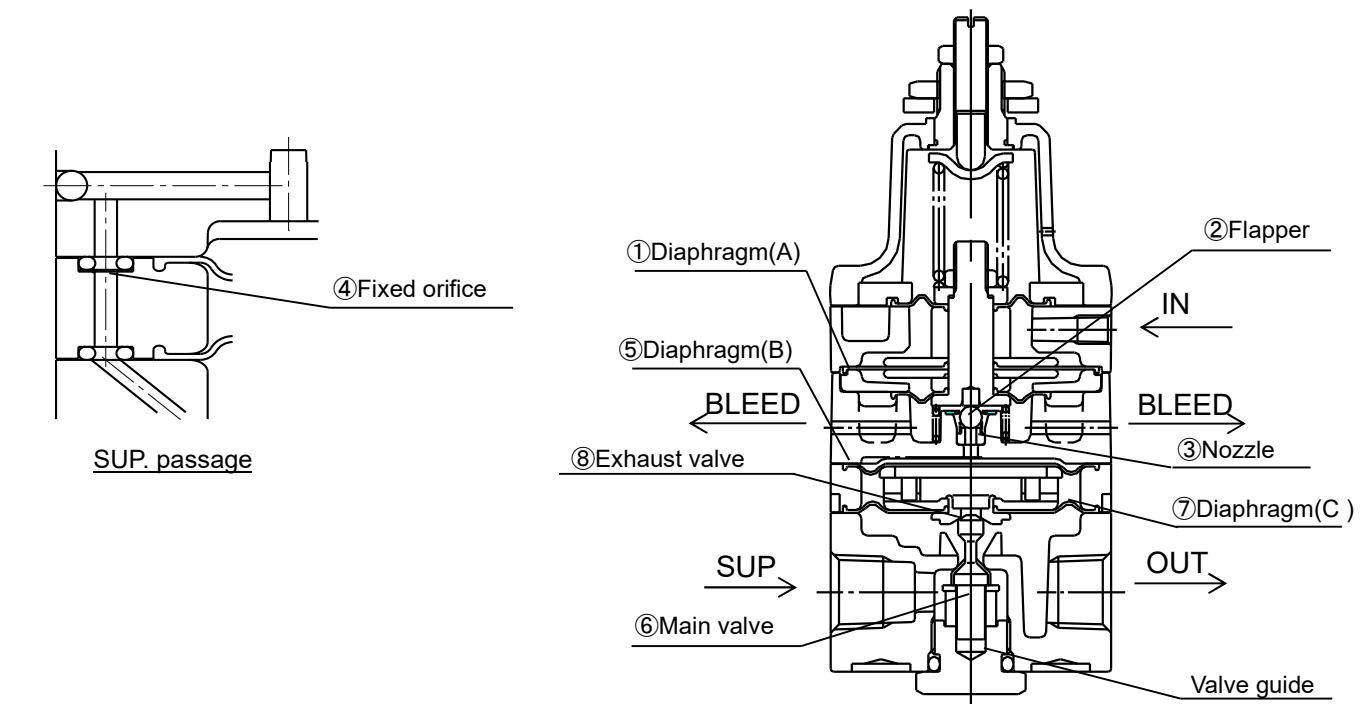 ②Flapper
①Diaphragm(A)
④Fixed orifice
IN
⑤Diaphragm(B)
BLEED
BLEED
SUP. passage
⑧Exhaust valve
③Nozzle
⑦Diaphragm(C )
SUP
OUT
⑥Main valve
Valve guide